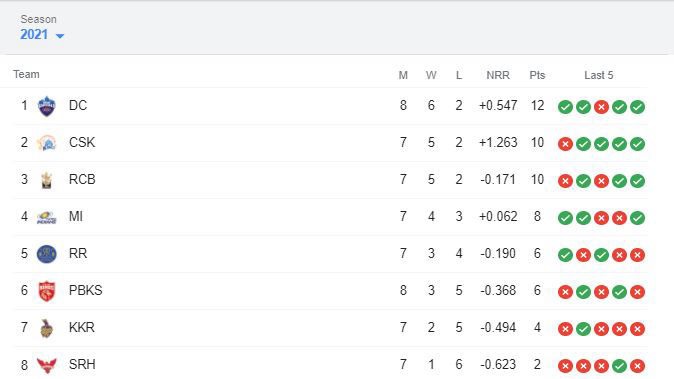 Season
2021
Team M W L NRR Pts Last 5
1 DC 8 6 2 +0.547 12
2 CSK 7 5 2 +1.263 10
3 RCB 7 5 2 -0.171 10
4 MI 7 4 3 +0.062 8
5 RR 7 3 4 -0.190 6
6 PBKS 8 3 5 -0.368 6
7 KKR 7 2 5 -0.494 4
8 SRH 7 1 6 -0.623 2